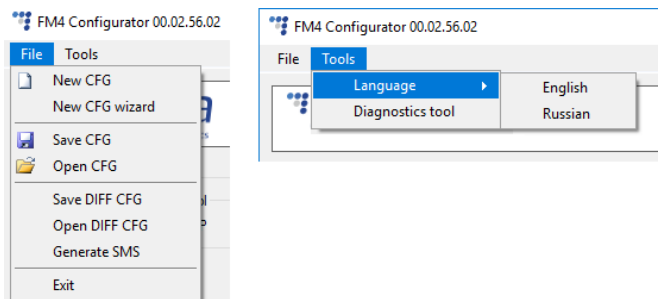 FM4 Configurator 00.02.56.02
File Tools
New CFG
New CFG wizard
Save CFG
Open CFG
Save DIFF CFG
Open DIFF CFG
Generate SMS
Exit
FM4 Configurator 00.02.56.02
File Tools
Language
English
Diagnostics tool
Russian